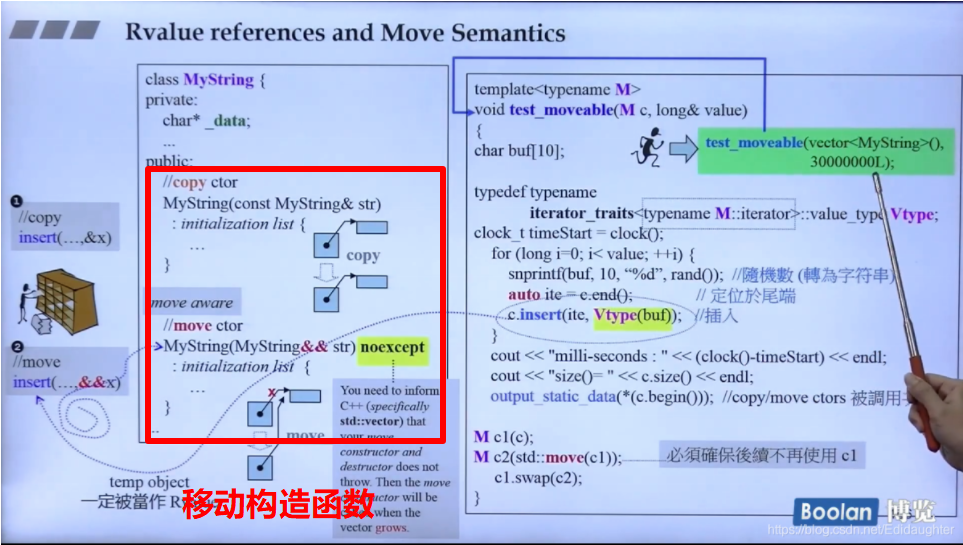 Rvalue references and Move Semantics
class MyString {
private:
char* _data;
...
public:
//copy ctor
MyString(const MyString& str)
: initialization list {
...
}
copy
move aware
//move ctor
MyString(MyString&& str) noexcept
: initialization list {
...
}
x
move
❶
//copy
insert(…,&x)
❷
//move
insert(…,&&x)
temp object
一定被當作
移动构造函数
You need to inform
C++ (specifically
std::vector) that
your move
constructor and
destructor does not
throw. Then the move
will be
when the
vector grows.
template<typename M>
void test_moveable(M c, long& value)
{
char buf[10];
test_moveable(vector<MyString>(),
30000000L);
typedef typename
iterator_traits<typename M::iterator>::value_type Vtype;
clock_t timeStart = clock();
for (long i=0; i< value; ++i) {
snprintf(buf, 10, "%d", rand()); //隨機數 (轉為字符串)
auto ite = c.end(); // 定位於尾端
c.insert(ite, Vtype(buf)); //插入
}
cout << "milli-seconds : " << (clock()-timeStart) << endl;
cout << "size()= " << c.size() << endl;
output_static_data(*(c.begin())); //copy/move ctors 被調用
M c1(c);
M c2(std::move(c1)); 必須確保後續不再使用 c1
c1.swap(c2);
}
Boolan 博览
https://blog.csdn.net/Edidaughter